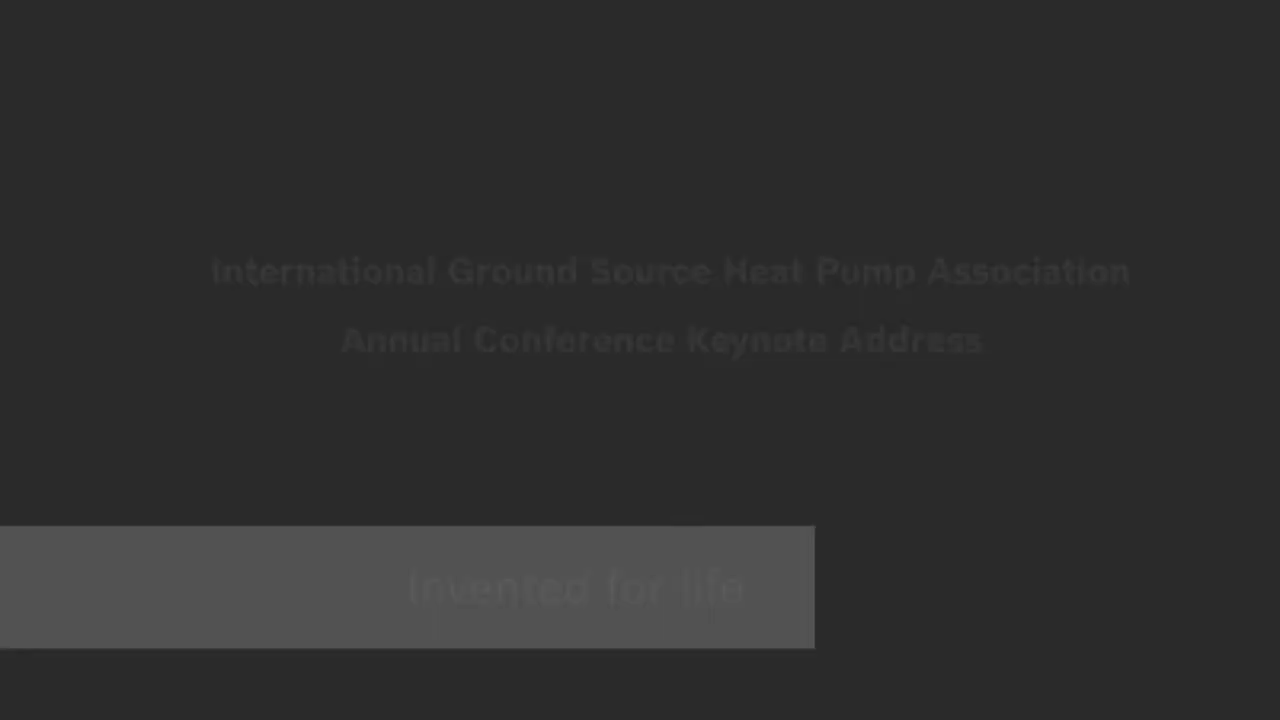 International Ground Source Heat Pump Association
Annual Conference Keynote Address
Invented for life